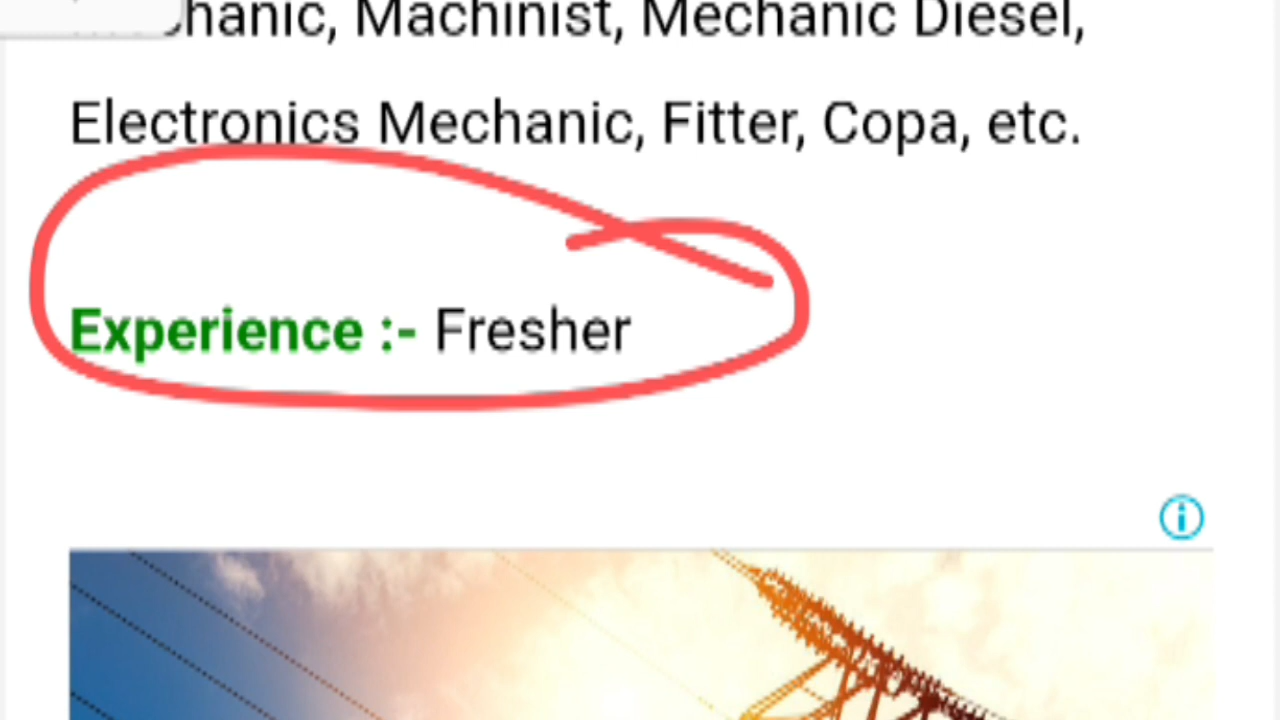 Machinist, Mechanic Diesel,
Electronics Mechanic, Fitter, Copa, etc.
Experience :- Fresher